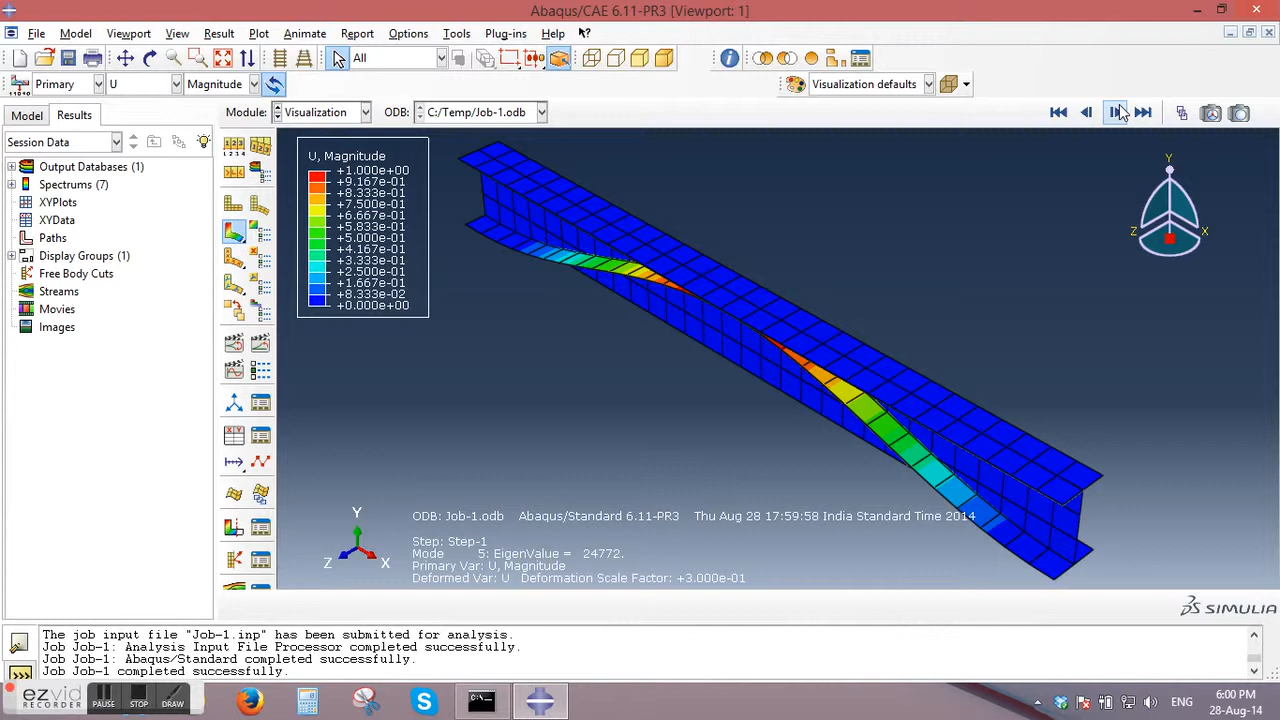 Abaqus/CAE 6.11-PR3 [Viewport: 1]
File Model Viewport View Result Plot Animate Report Options Tools Plug-ins Help
All
Primary U Magnitude Visualization defaults
Model Results Module: Visualization ODB: C:/Temp/Job-1.odb
Session Data
Output Databases (1)
Spectrums (7)
XYPlots
XYData
Paths
Display Groups (1)
Free Body Cuts
Streams
Movies
Images
U, Magnitude
+1.000e+00
+9.167e-01
+8.333e-01
+7.500e-01
+6.667e-01
+5.833e-01
+5.000e-01
+4.167e-01
+3.333e-01
+2.500e-01
+1.667e-01
+8.333e-02
+0.000e+00
Y
Z X
Y
Z X
ODB: Job-1.odb Abaqus/Standard 6.11-PR3 Thu Aug 28 17:59:58 India Standard Time 2014
Step: Step-1
Mode 5: EigenValue = 24772.
Primary Var: U, Magnitude
Deformed Var: U Deformation Scale Factor: +3.000e-01
SIMULIA
The job input file "Job-1.inp" has been submitted for analysis.
Job Job-1: Analysis Input File Processor completed successfully.
Job Job-1: Abaqus/Standard completed successfully.
Job Job-1 completed successfully.
>>>
ezvid
RECORDER
PAUSE STOP DRAW
ENG
6:00 PM
28-Aug-14